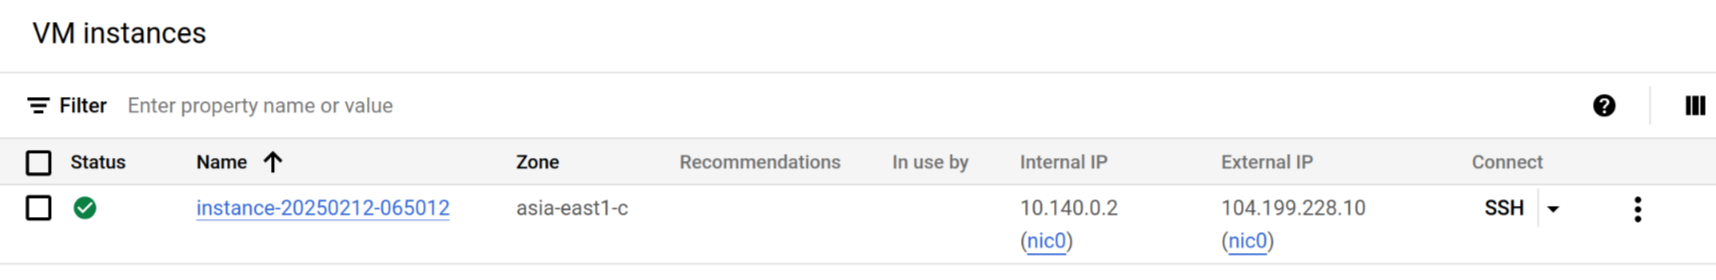 VM instances
Filter Enter property name or value
Status Name Zone Recommendations In use by Internal IP External IP Connect
instance-20250212-065012 asia-east1-c 10.140.0.2 104.199.228.10 SSH
(nic0) (nic0)